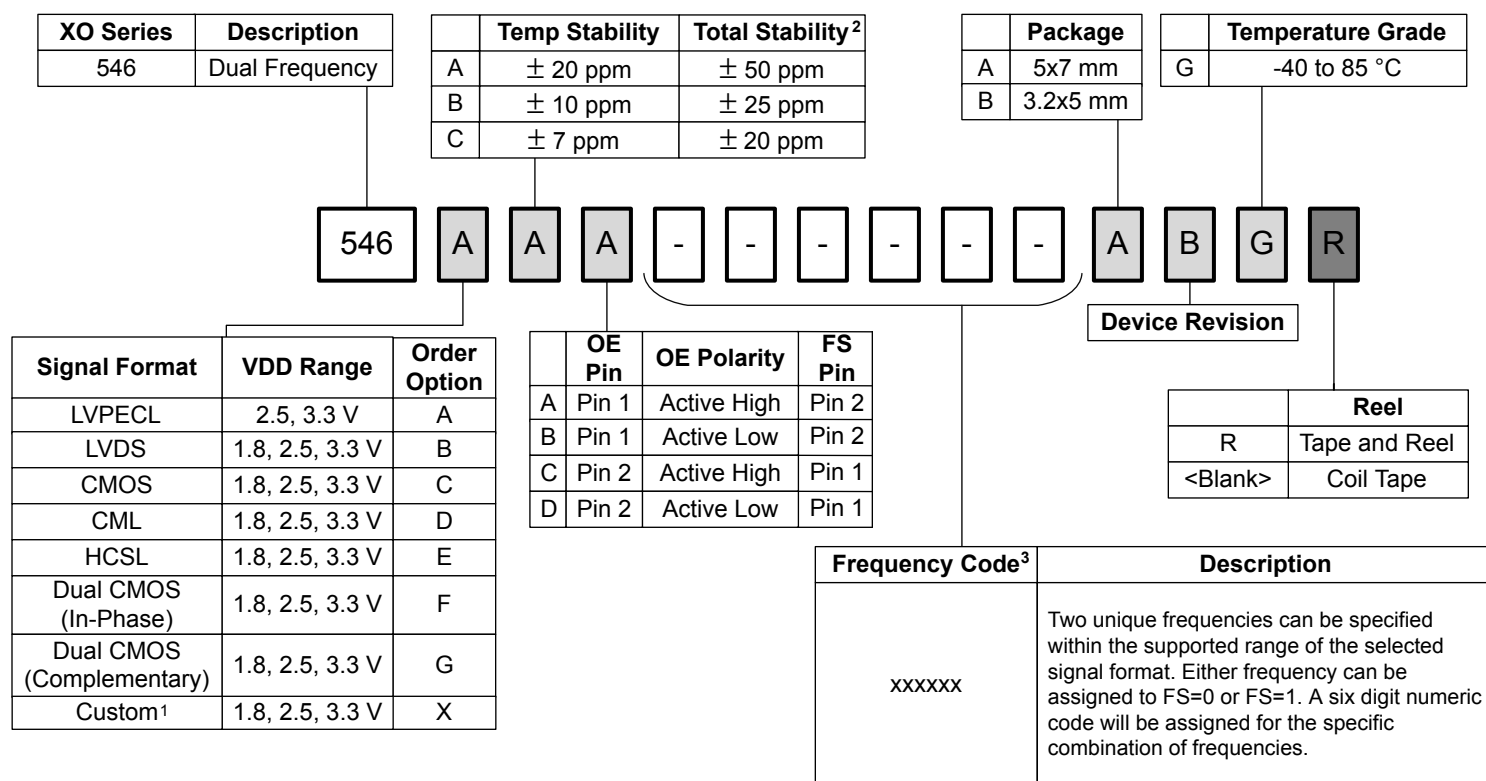 XO Series Description
546 Dual Frequency
Temp Stability Total Stability2
A ± 20 ppm ± 50 ppm
B ± 10 ppm ± 25 ppm
C ± 7 ppm ± 20 ppm
Package
A 5x7 mm
B 3.2x5 mm
Temperature Grade
G -40 to 85 °C
546 A A A - - - - - - A B G R
Device Revision
Signal Format VDD Range Order Option
LVPECL 2.5, 3.3 V A
LVDS 1.8, 2.5, 3.3 V B
CMOS 1.8, 2.5, 3.3 V C
CML 1.8, 2.5, 3.3 V D
HCSL 1.8, 2.5, 3.3 V E
Dual CMOS (In-Phase) 1.8, 2.5, 3.3 V F
Dual CMOS (Complementary) 1.8, 2.5, 3.3 V G
Custom1 1.8, 2.5, 3.3 V X
OE Pin OE Polarity FS Pin
A Pin 1 Active High Pin 2
B Pin 1 Active Low Pin 2
C Pin 2 Active High Pin 1
D Pin 2 Active Low Pin 1
Reel
R Tape and Reel
<Blank> Coil Tape
Frequency Code3 Description
xxxxxx
Two unique frequencies can be specified
within the supported range of the selected
signal format. Either frequency can be
assigned to FS=0 or FS=1. A six digit numeric
code will be assigned for the specific
combination of frequencies.